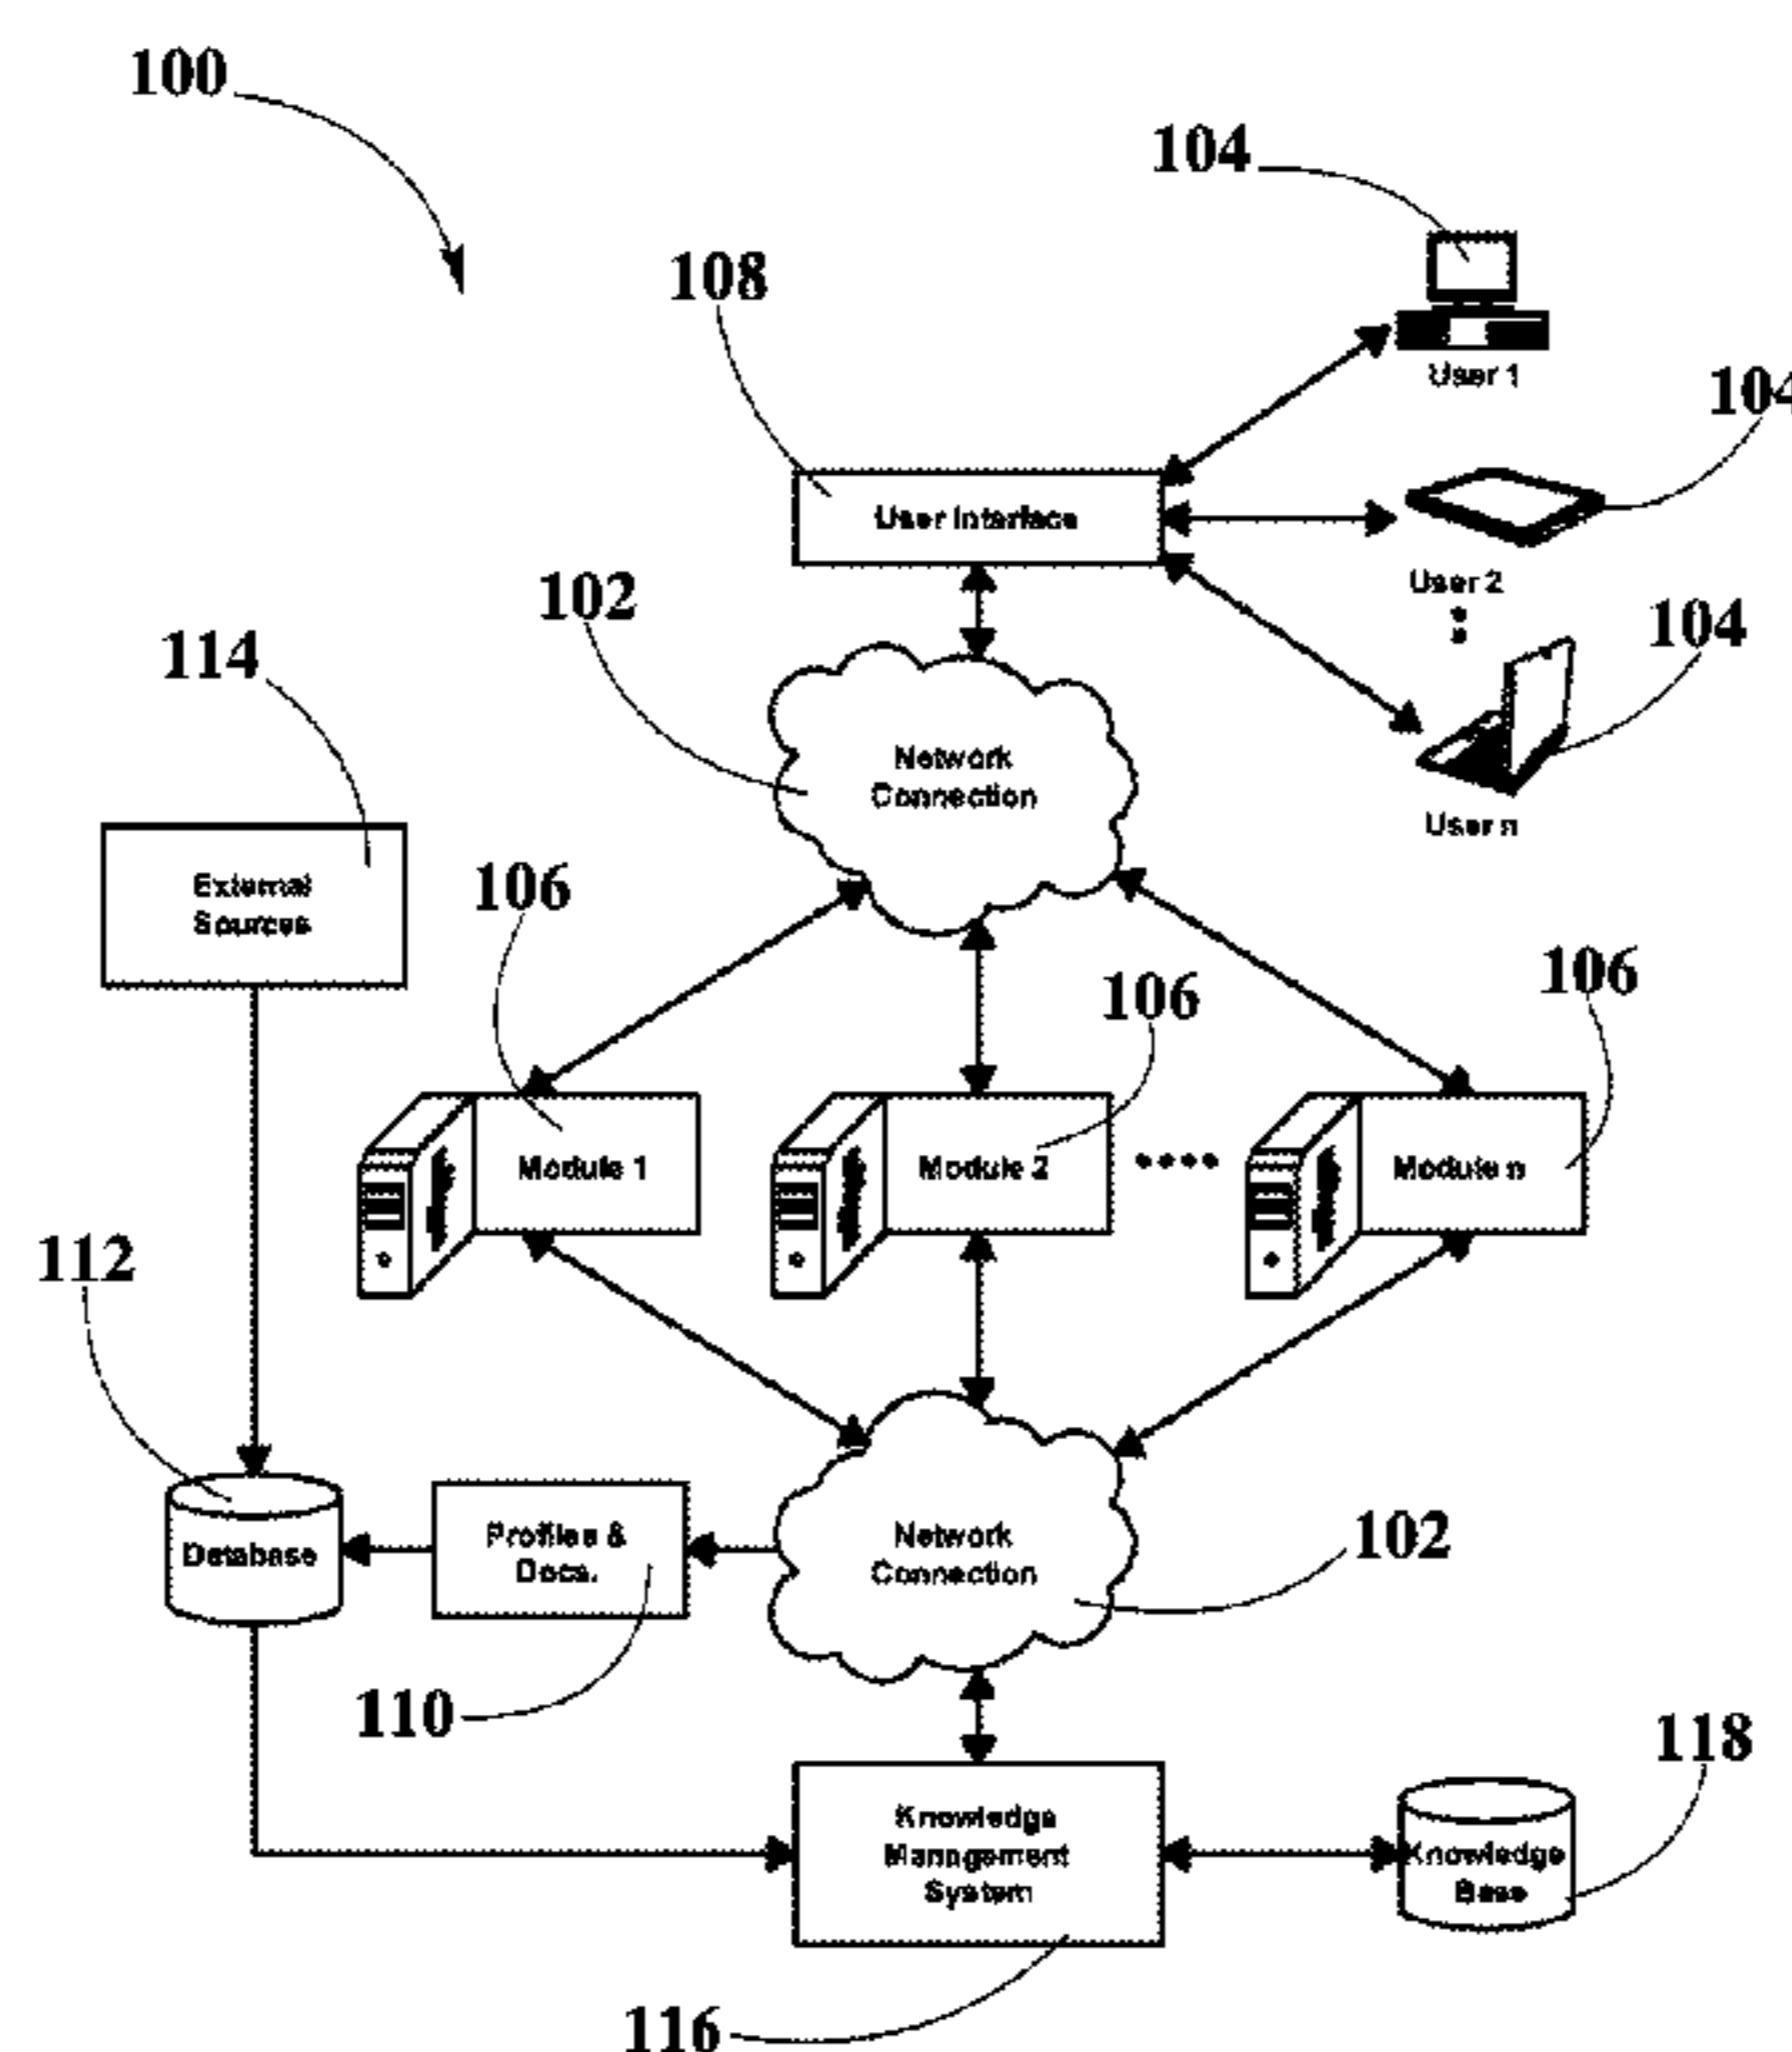 100
104
108
User 1
104
User Interface
102
User 2
104
114
Network
Connection
User n
External
Sources
106
106
106
Module 1
Module 2
Module n
112
Database
Profiles &
Docs.
Network
Connection
102
110
118
Knowledge
Management
System
Knowledge
Base
116